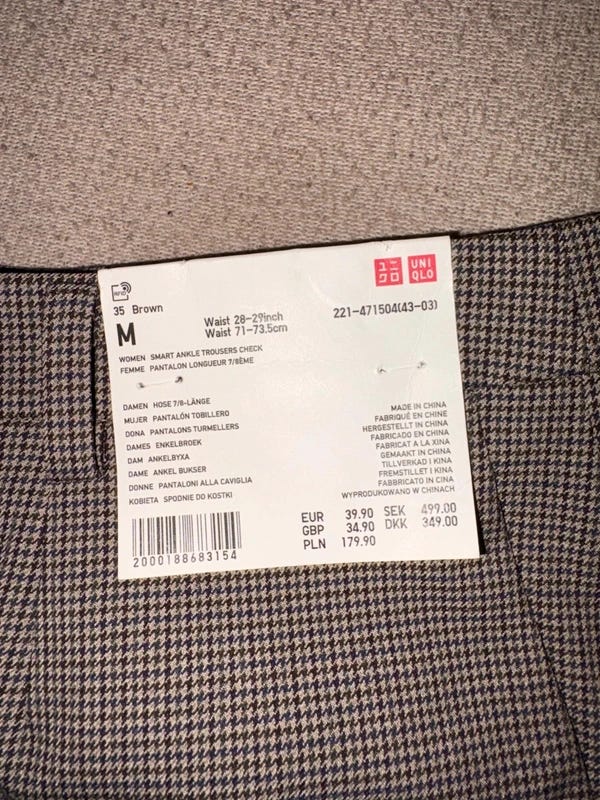 RFID
ユニ
クロ
UNI
QLO
35 Brown
M
Waist 28-29inch
Waist 71-73.5cm
221-471504(43-03)
WOMEN SMART ANKLE TROUSERS CHECK
FEMME PANTALON LONGUEUR 7/8ÈME
DAMEN HOSE 7/8-LÄNGE
MUJER PANTALÓN TOBILLERO
DONA PANTALONS TURMELLERS
DAMES ENKELBROEK
DAM ANKELBYXA
DAME ANKEL BUKSER
DONNE PANTALONI ALLA CAVIGLIA
KOBIETA SPODNIE DO KOSTKI
MADE IN CHINA
FABRIQUÉ EN CHINE
HERGESTELLT IN CHINA
FABRICADO EN CHINA
FABRICAT A LA XINA
GEMAAKT IN CHINA
TILLVERKAD I KINA
FREMSTILLET I KINA
FABBRICATO IN CINA
WYPRODUKOWANO W CHINACH
2000188683154
EUR 39.90 SEK 499.00
GBP 34.90 DKK 349.00
PLN 179.90